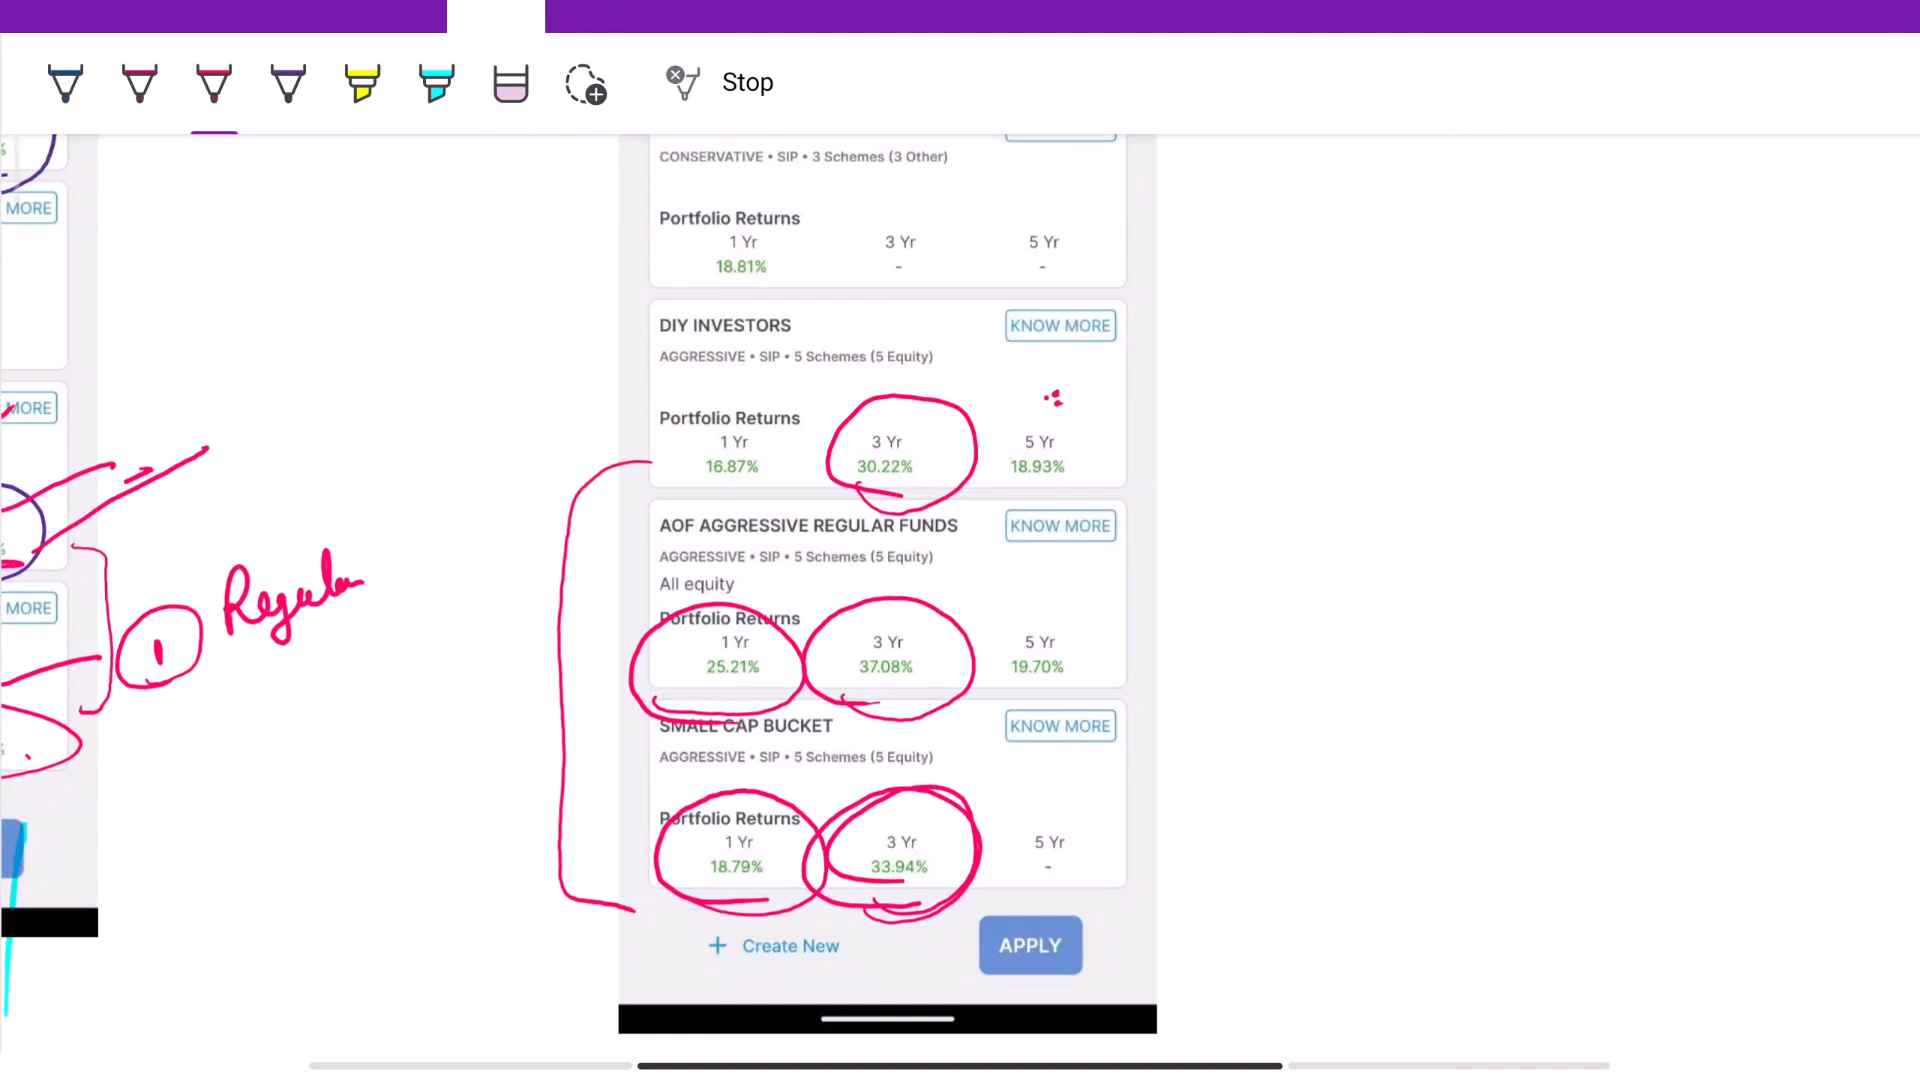 Stop
%
MORE
MORE
MORE
Regular
1
CONSERVATIVE • SIP • 3 Schemes (3 Other)
Portfolio Returns
1 Yr 3 Yr 5 Yr
18.81% - -
DIY INVESTORS KNOW MORE
AGGRESSIVE • SIP • 5 Schemes (5 Equity)
Portfolio Returns
1 Yr 3 Yr 5 Yr
16.87% 30.22% 18.93%
AOF AGGRESSIVE REGULAR FUNDS KNOW MORE
AGGRESSIVE • SIP • 5 Schemes (5 Equity)
All equity
Portfolio Returns
1 Yr 3 Yr 5 Yr
25.21% 37.08% 19.70%
SMALL CAP BUCKET KNOW MORE
AGGRESSIVE • SIP • 5 Schemes (5 Equity)
Portfolio Returns
1 Yr 3 Yr 5 Yr
18.79% 33.94% -
+ Create New APPLY